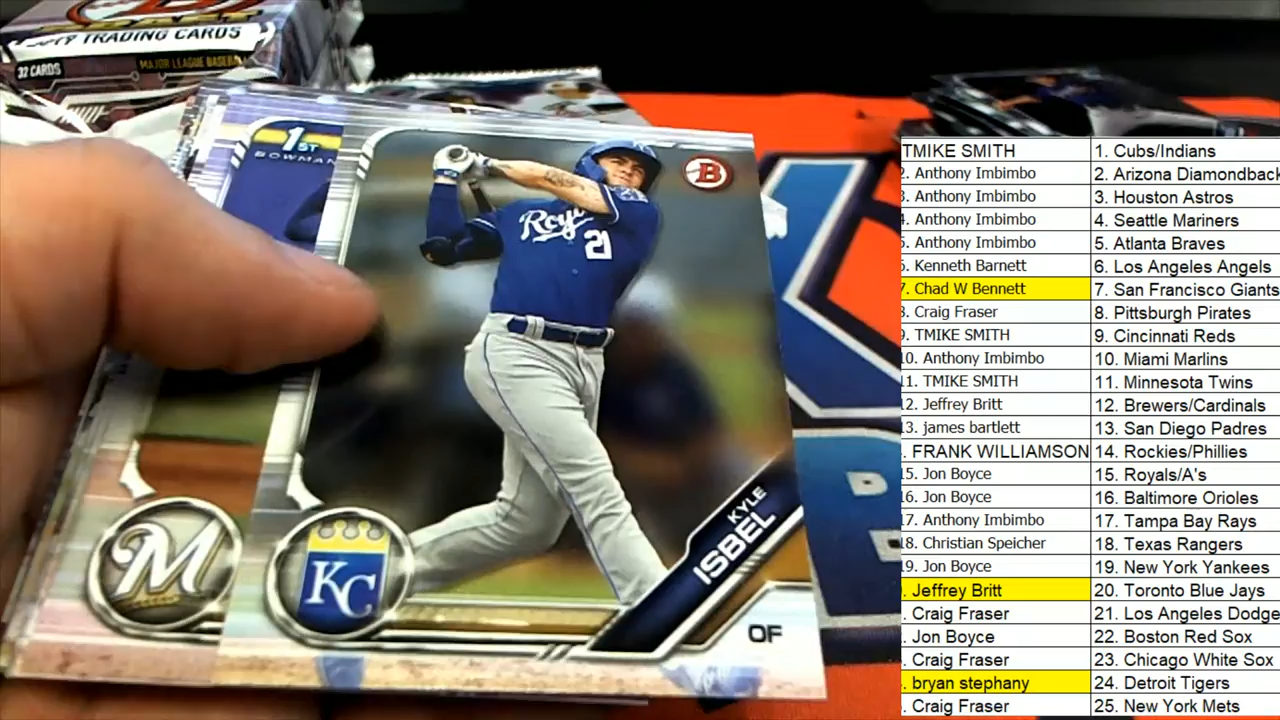 DRAFT
2019 TRADING CARDS
32 CARDS
MAJOR LEAGUE BASEBALL
1ST
BOWMAN
B
Royals
21
M
KC
KYLE
ISBEL
OF
TMIKE SMITH 1. Cubs/Indians
2. Anthony Imbimbo 2. Arizona Diamondback
3. Anthony Imbimbo 3. Houston Astros
4. Anthony Imbimbo 4. Seattle Mariners
5. Anthony Imbimbo 5. Atlanta Braves
6. Kenneth Barnett 6. Los Angeles Angels
7. Chad W Bennett 7. San Francisco Giants
8. Craig Fraser 8. Pittsburgh Pirates
9. TMIKE SMITH 9. Cincinnati Reds
10. Anthony Imbimbo 10. Miami Marlins
11. TMIKE SMITH 11. Minnesota Twins
12. Jeffrey Britt 12. Brewers/Cardinals
13. james bartlett 13. San Diego Padres
. FRANK WILLIAMSON 14. Rockies/Phillies
15. Jon Boyce 15. Royals/A's
16. Jon Boyce 16. Baltimore Orioles
17. Anthony Imbimbo 17. Tampa Bay Rays
18. Christian Speicher 18. Texas Rangers
19. Jon Boyce 19. New York Yankees
. Jeffrey Britt 20. Toronto Blue Jays
. Craig Fraser 21. Los Angeles Dodge
. Jon Boyce 22. Boston Red Sox
. Craig Fraser 23. Chicago White Sox
. bryan stephany 24. Detroit Tigers
. Craig Fraser 25. New York Mets